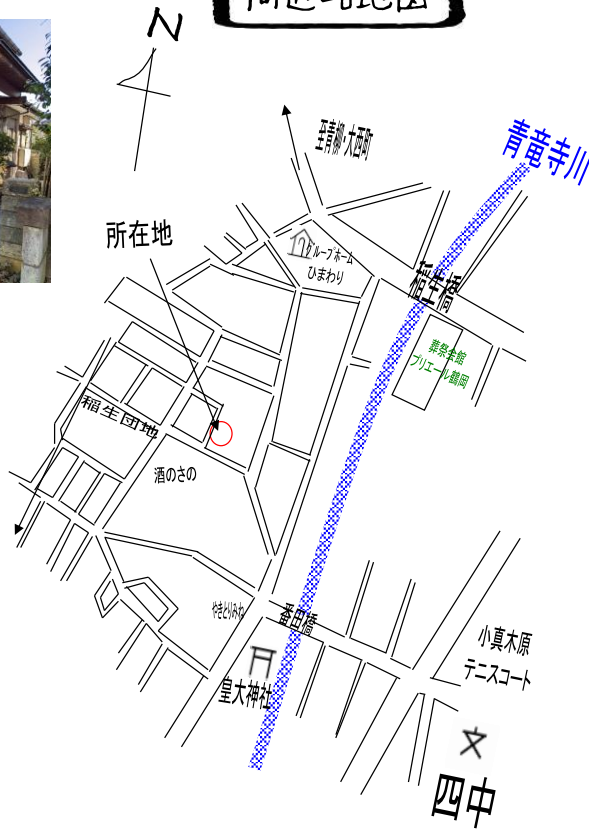 N
至青柳・大西町
青竜寺川
所在地
グループホーム
ひまわり
稲生橋
葬祭会館
プリエール鶴岡
稲生団地
酒のさの
やきとりみね
番田橋
小真木原
テニスコート
皇大神社
文
四中